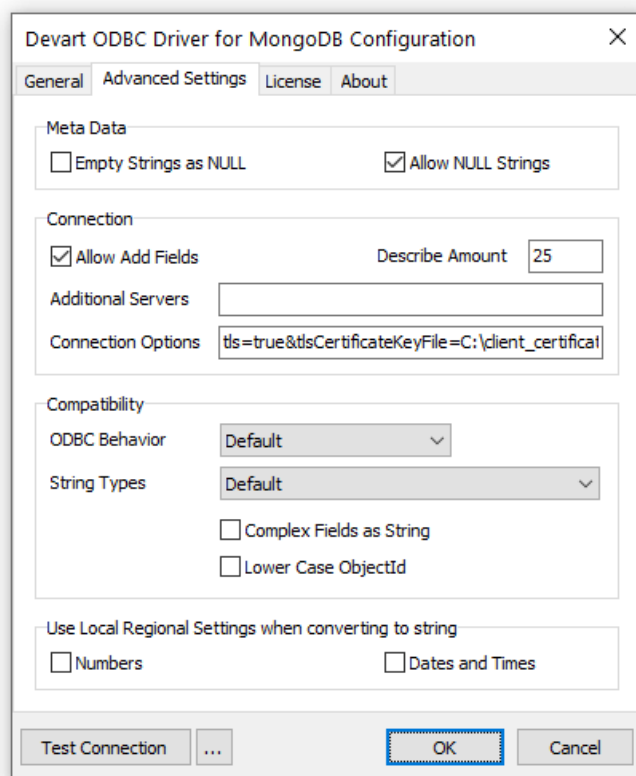 Devart ODBC Driver for MongoDB Configuration
General Advanced Settings License About
Meta Data
Empty Strings as NULL Allow NULL Strings
Connection
Allow Add Fields Describe Amount 25
Additional Servers
Connection Options tls=true&tlsCertificateKeyFile=C:\client_certificat
Compatibility
ODBC Behavior Default
String Types Default
Complex Fields as String
Lower Case ObjectId
Use Local Regional Settings when converting to string
Numbers Dates and Times
Test Connection ... OK Cancel